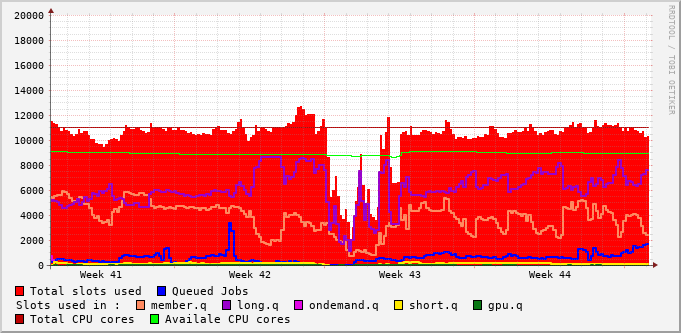 20000
18000
16000
14000
12000
10000
8000
6000
4000
2000
0
Week 41 Week 42 Week 43 Week 44
Total slots used Queued Jobs
Slots used in : member.q long.q ondemand.q short.q gpu.q
Total CPU cores Availale CPU cores
RRDTOOL / TOBI OETIKER